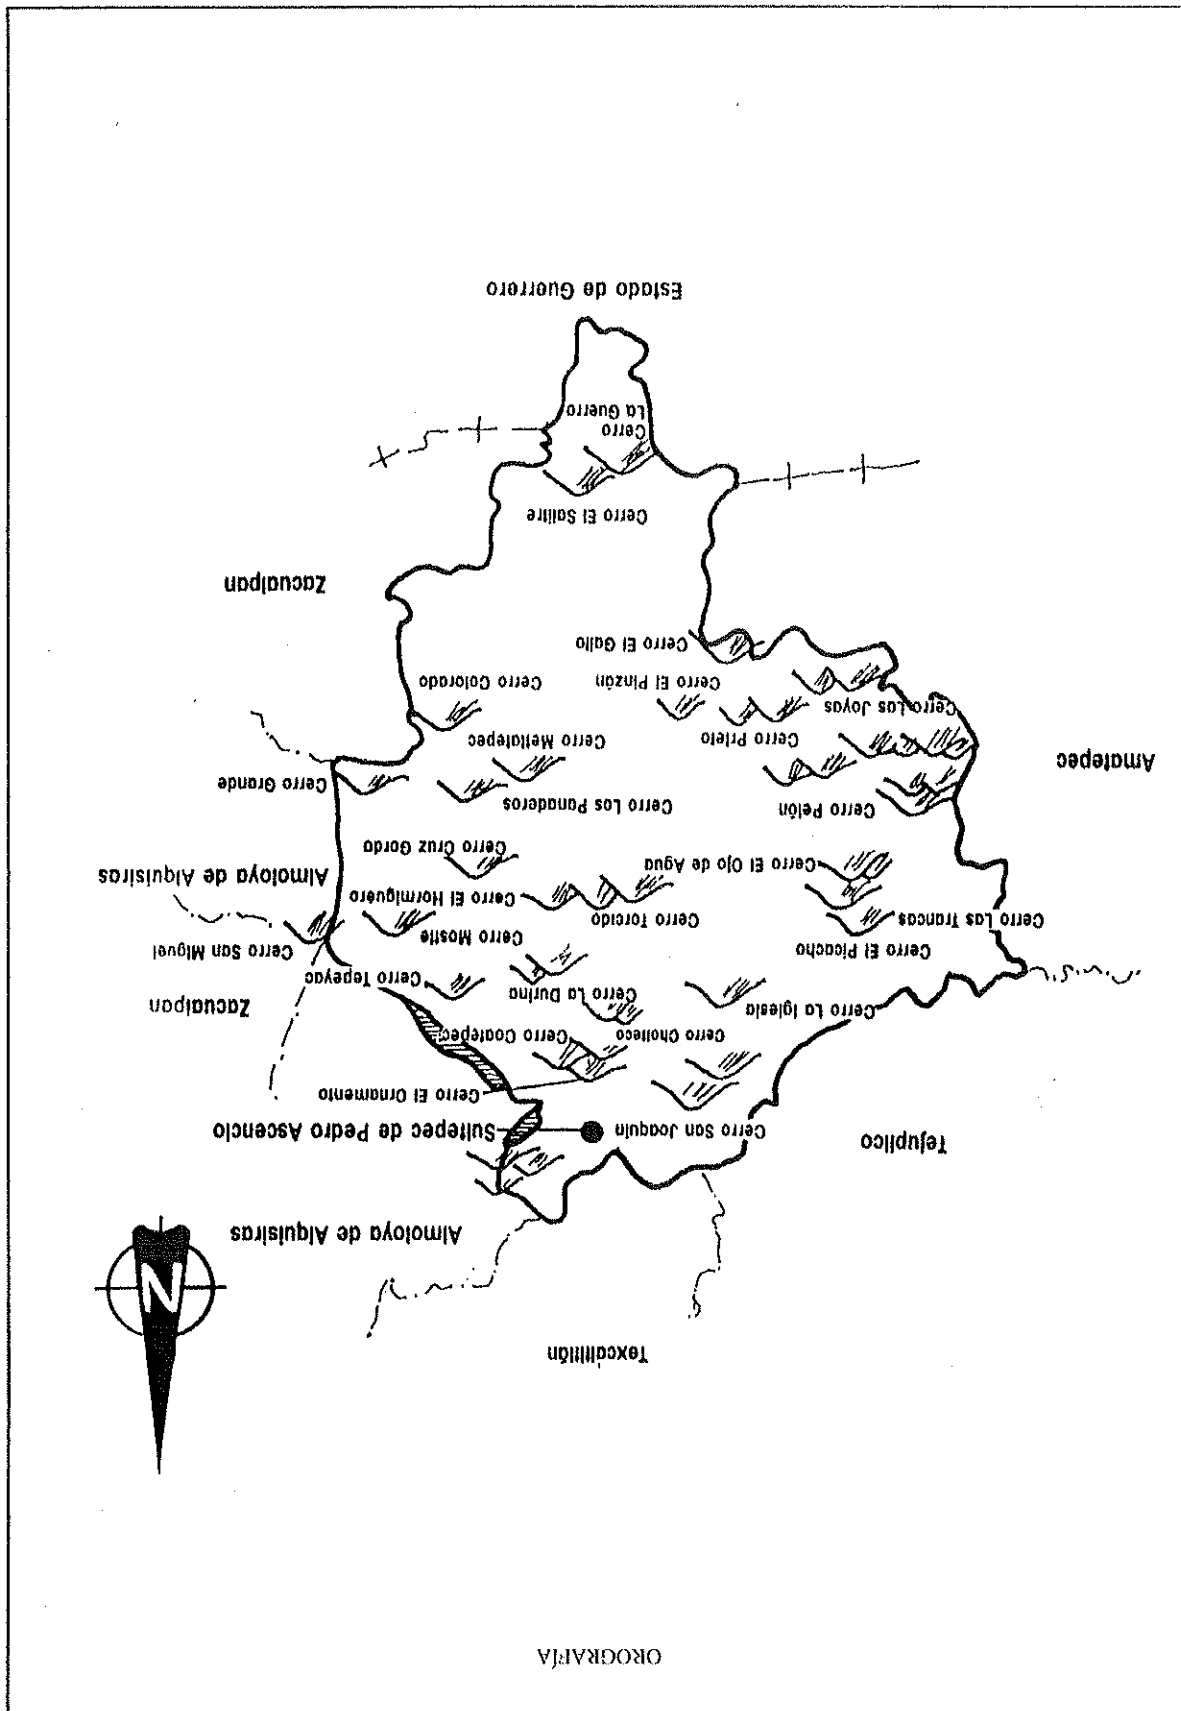 OROGRAFÍA
Texcaltitlán
N
Almoloya de Alquisiras
Tejupilco
Cerro San Joaquín
Sultepec de Pedro Ascencio
Cerro El Ornamento
Cerro Cholteco
Cerro Coatepec
Cerro La Iglesia
Zacualpan
Cerro La Durina
Cerro Tepeyac
Cerro El Picacho
Cerro San Miguel
Cerro Mostle
Cerro Las Trancas
Cerro Torcido
Cerro El Hormiguero
Almoloya de Alquisiras
Cerro El Ojo de Agua
Cerro Cruz Gorda
Cerro Pelón
Cerro Los Panaderos
Cerro Grande
Amatepec
Cerro Prieto
Cerro Metlatepec
Cerro Las Joyas
Cerro El Pinzón
Cerro Colorado
Cerro El Gallo
Zacualpan
Cerro El Salitre
Cerro
La Guerro
Estado de Guerrero